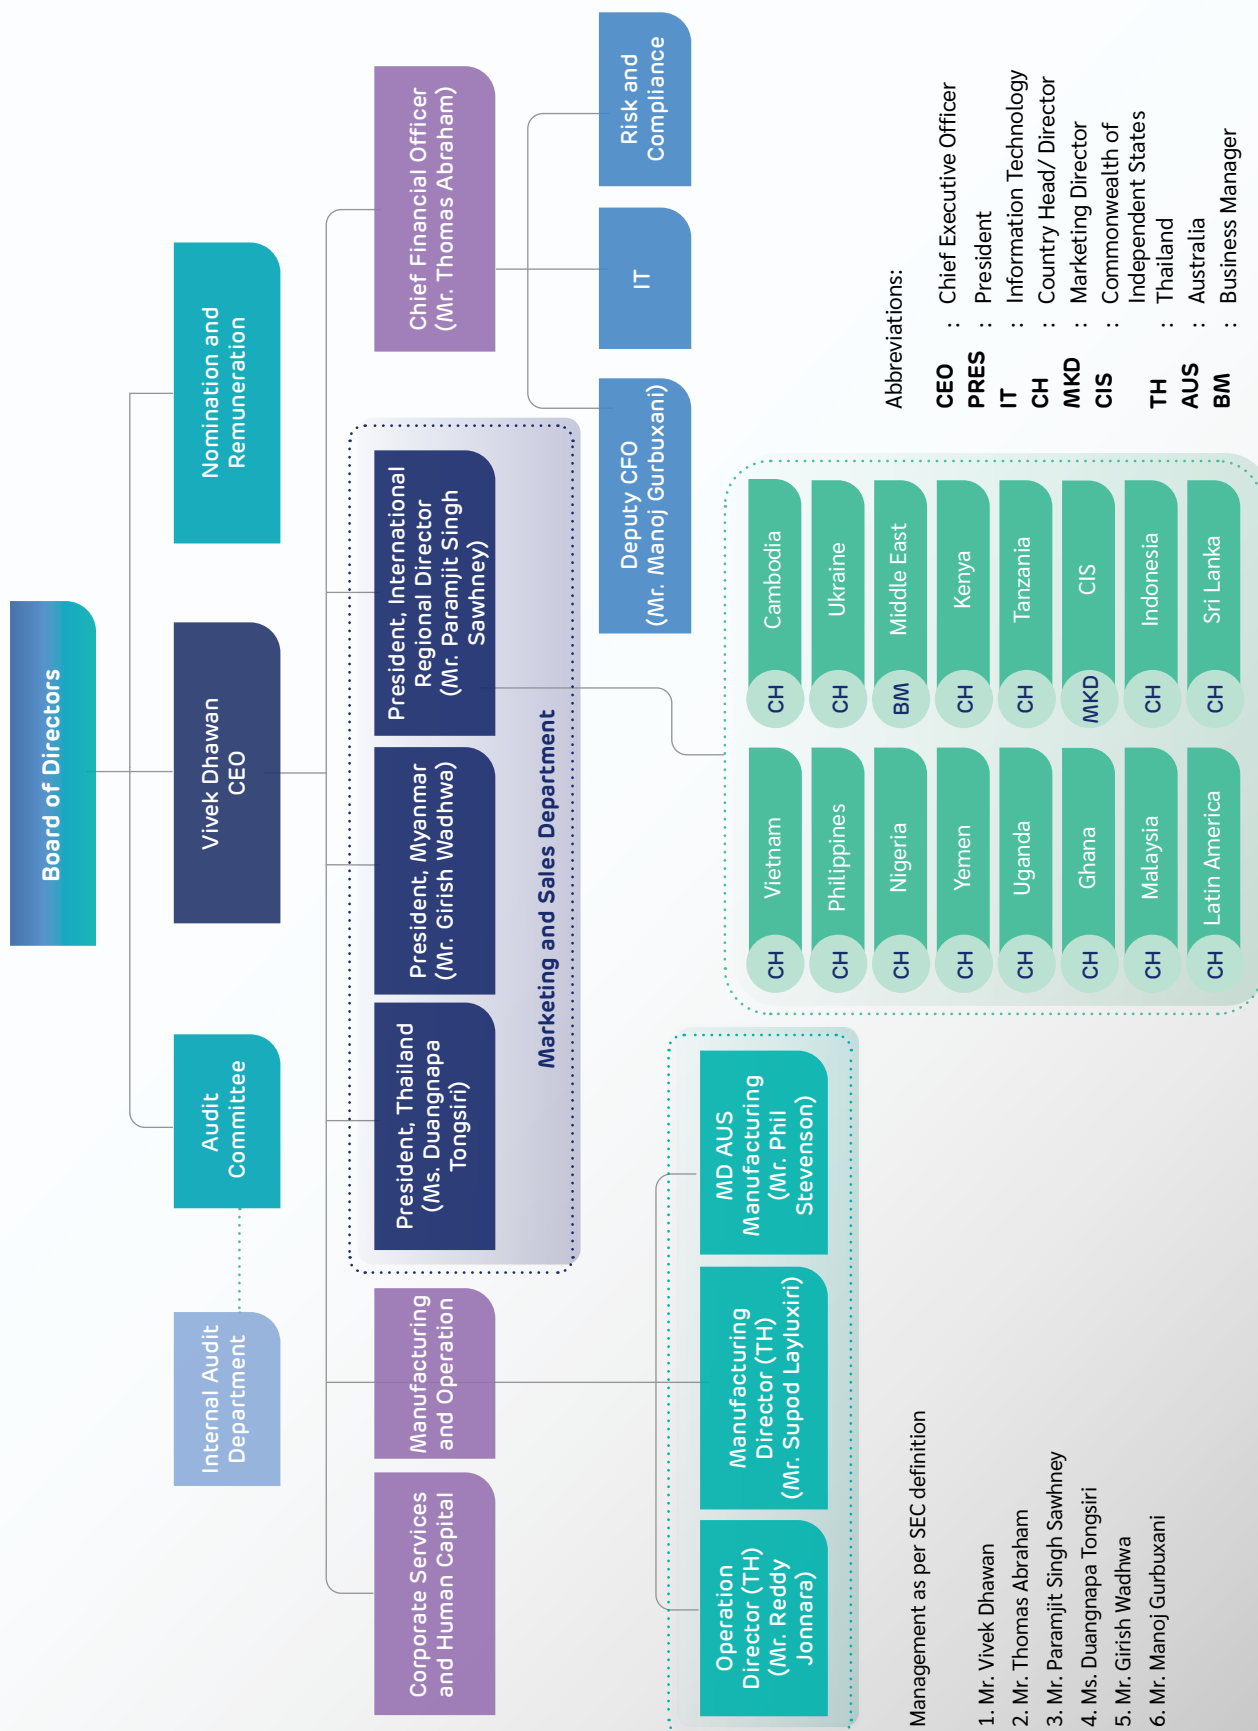 Board of Directors
Internal Audit
Department
Audit
Committee
Vivek Dhawan
CEO
Nomination and
Remuneration
Corporate Services
and Human Capital
Manufacturing
and Operation
President, Thailand
(Ms. Duangnapa
Tongsiri)
President, Myanmar
(Mr. Girish Wadhwa)
President, International
Regional Director
(Mr. Paramjit Singh
Sawhney)
Chief Financial Officer
(Mr. Thomas Abraham)
Marketing and Sales Department
Deputy CFO
(Mr. Manoj Gurbuxani)
IT
Risk and
Compliance
Operation
Director (TH)
(Mr. Reddy
Jonnara)
Manufacturing
Director (TH)
(Mr. Supod Layluxiri)
MD AUS
Manufacturing
(Mr. Phil
Stevenson)
CH Vietnam
CH Cambodia
CH Philippines
CH Ukraine
CH Nigeria
BM Middle East
CH Yemen
CH Kenya
CH Uganda
CH Tanzania
CH Ghana
MKD CIS
CH Malaysia
CH Indonesia
CH Latin America
CH Sri Lanka
Management as per SEC definition
1. Mr. Vivek Dhawan
2. Mr. Thomas Abraham
3. Mr. Paramjit Singh Sawhney
4. Ms. Duangnapa Tongsiri
5. Mr. Girish Wadhwa
6. Mr. Manoj Gurbuxani
Abbreviations:
CEO : Chief Executive Officer
PRES : President
IT : Information Technology
CH : Country Head/ Director
MKD : Marketing Director
CIS : Commonwealth of
Independent States
TH : Thailand
AUS : Australia
BM : Business Manager